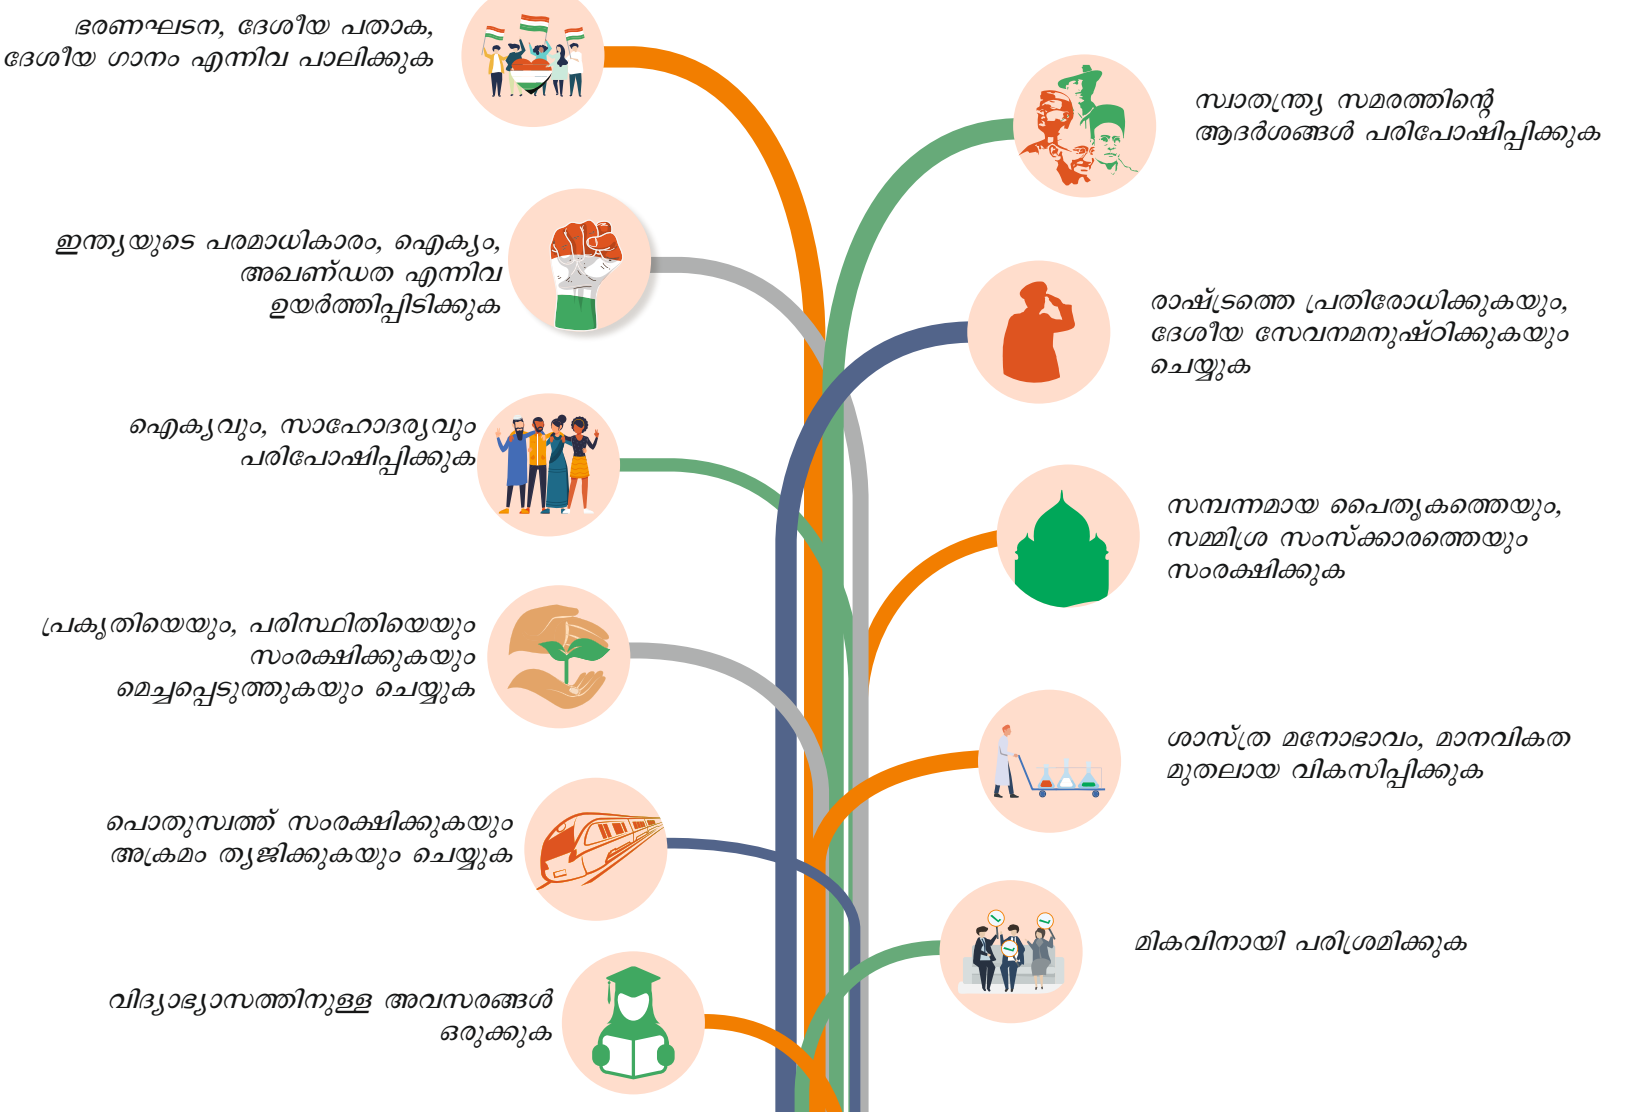 ഭരണഘടന, ദേശീയ പതാക,
ദേശീയ ഗാനം എന്നിവ പാലിക്കുക
സ്വാതന്ത്ര്യ സമരത്തിന്റെ
ആദർശങ്ങൾ പരിപോഷിപ്പിക്കുക
ഇന്ത്യയുടെ പരമാധികാരം, ഐക്യം,
അഖണ്ഡത എന്നിവ
ഉയർത്തിപ്പിടിക്കുക
രാഷ്ട്രത്തെ പ്രതിരോധിക്കുകയും,
ദേശീയ സേവനമനുഷ്ഠിക്കുകയും
ചെയ്യുക
ഐക്യവും, സാഹോദര്യവും
പരിപോഷിപ്പിക്കുക
സമ്പന്നമായ പൈതൃകത്തെയും,
സമ്മിശ്ര സംസ്ക്കാരത്തെയും
സംരക്ഷിക്കുക
പ്രകൃതിയെയും, പരിസ്ഥിതിയെയും
സംരക്ഷിക്കുകയും
മെച്ചപ്പെടുത്തുകയും ചെയ്യുക
ശാസ്ത്ര മനോഭാവം, മാനവികത
മുതലായ വികസിപ്പിക്കുക
പൊതുസ്വത്ത് സംരക്ഷിക്കുകയും
അക്രമം ത്യജിക്കുകയും ചെയ്യുക
മികവിനായി പരിശ്രമിക്കുക
വിദ്യാഭ്യാസത്തിനുള്ള അവസരങ്ങൾ
ഒരുക്കുക